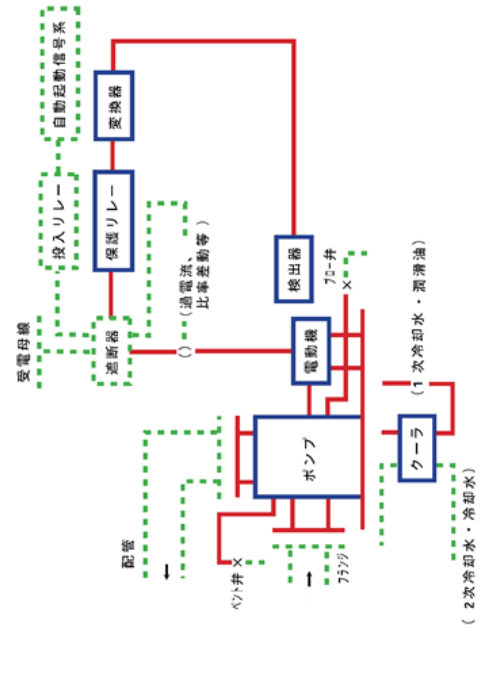 配管
ベント弁
フランジ
(2次冷却水・冷却水)
ポンプ
クーラ
受電母線
遮断器
電動機
(過電流、
比率差動等)
検出器
ブロー弁
(1次冷却水・潤滑油)
投入リレー
保護リレー
自動起動信号系
変換器